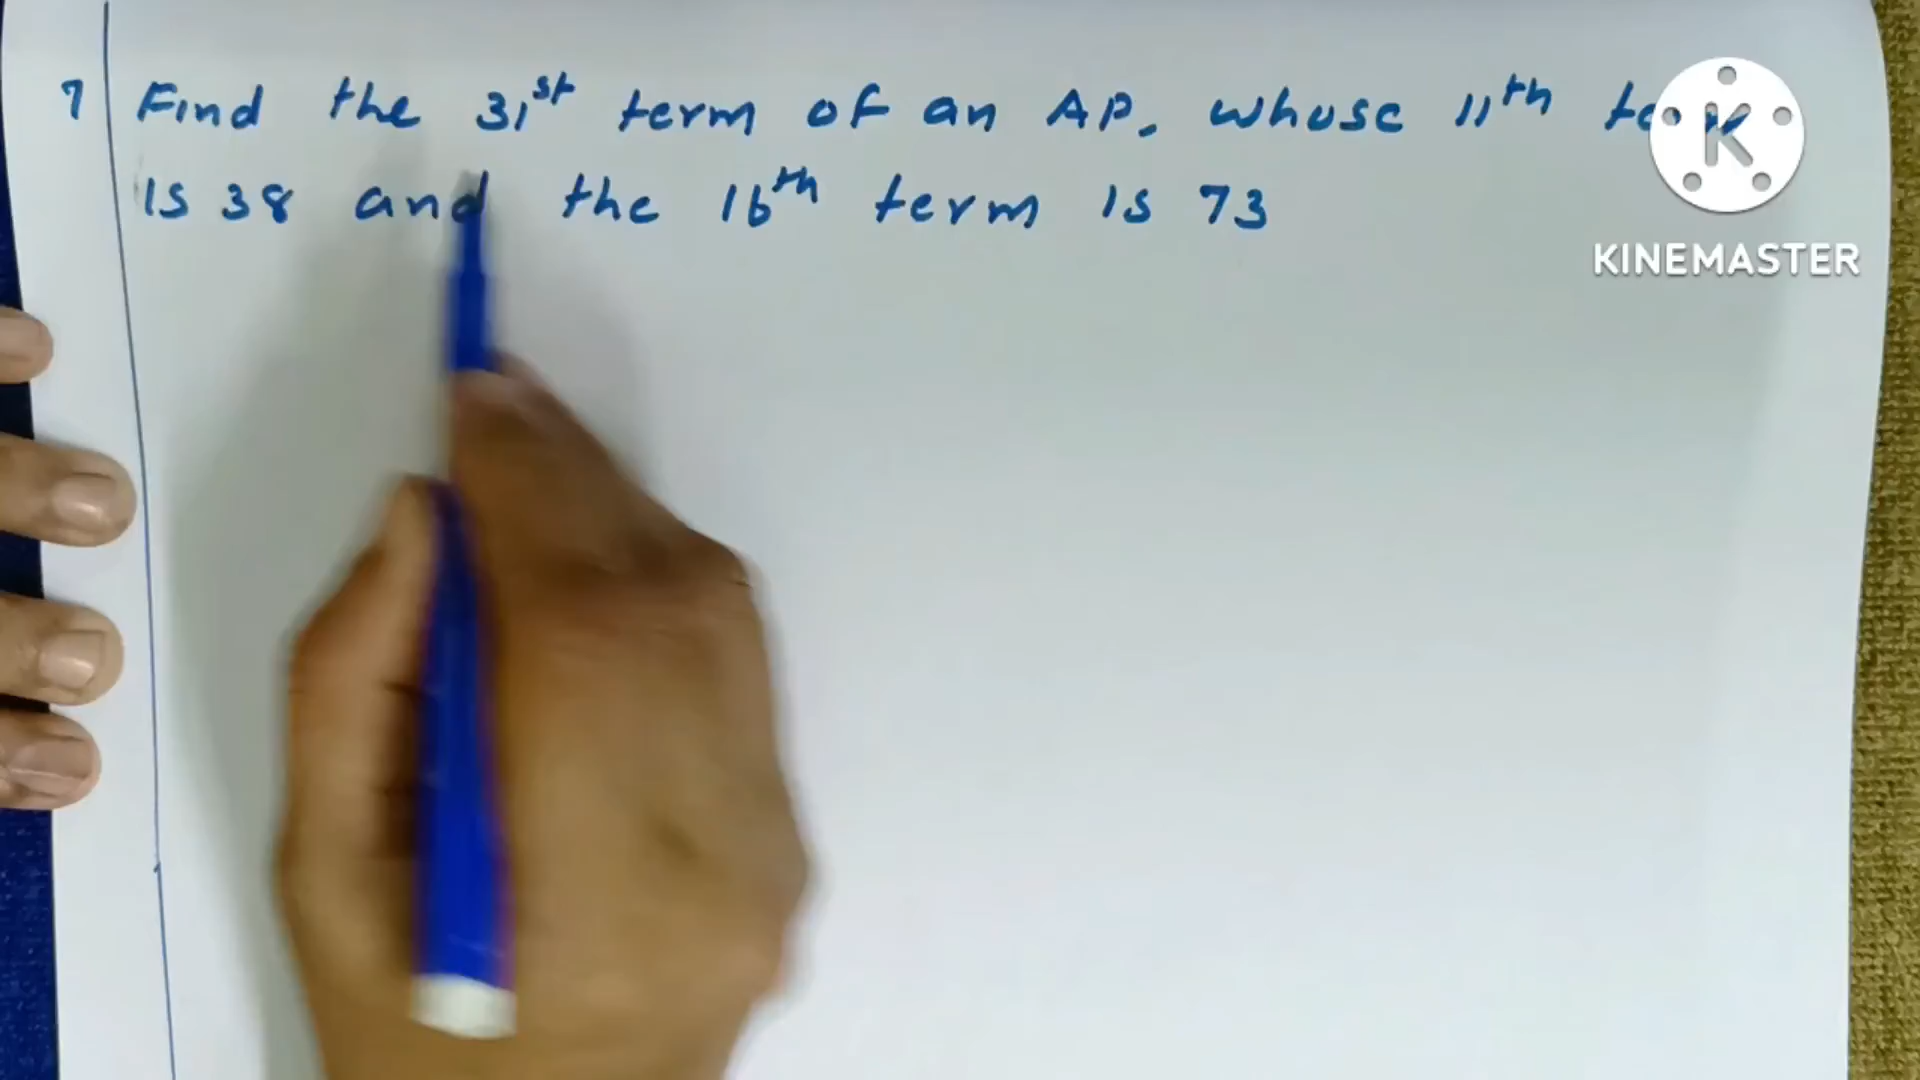 7 Find the 31st term of an AP. whose 11th
is 38 and the 16th term is 73
K
KINEMASTER